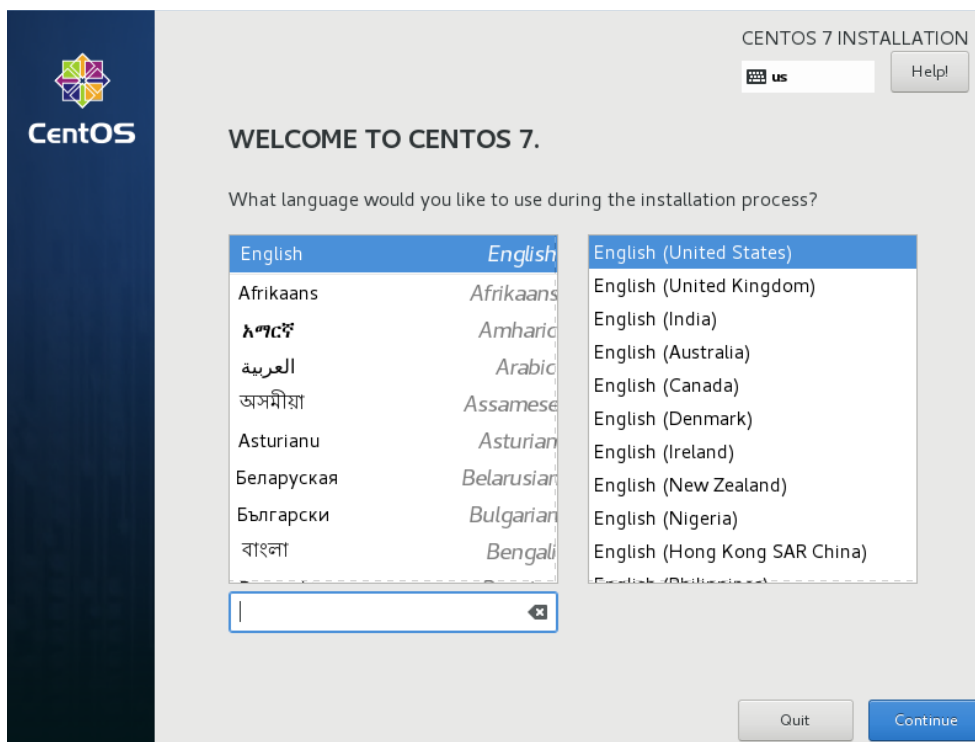 CENTOS 7 INSTALLATION
us
Help!
CentOS
WELCOME TO CENTOS 7.
What language would you like to use during the installation process?
English English
Afrikaans Afrikaans
አማርኛ Amharic
العربية Arabic
অসমীয়া Assamese
Asturianu Asturian
Беларуская Belarusian
Български Bulgarian
বাংলা Bengali
English (United States)
English (United Kingdom)
English (India)
English (Australia)
English (Canada)
English (Denmark)
English (Ireland)
English (New Zealand)
English (Nigeria)
English (Hong Kong SAR China)
English (Philippines)
Quit
Continue